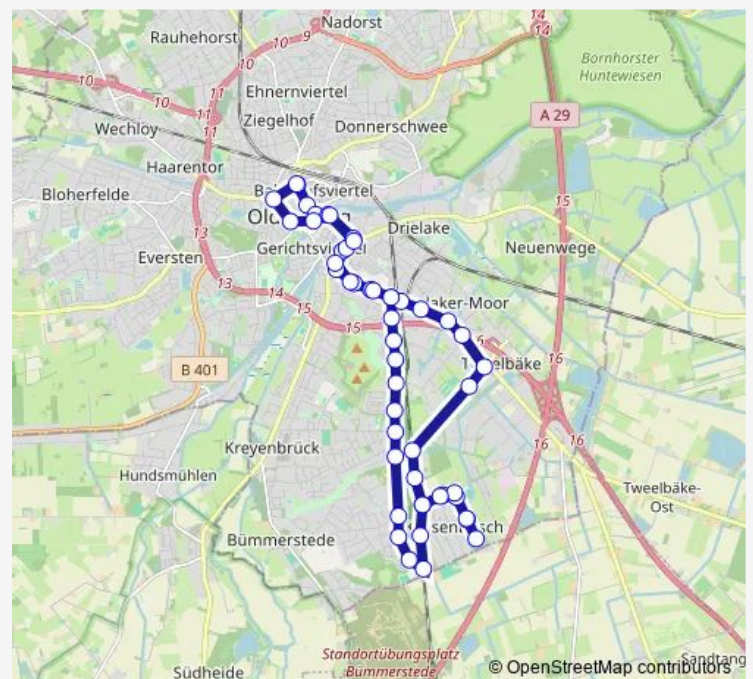 Nadorst
Rauhehorst
14
14
10
9
Bornhorster
Huntewiesen
10
Ehnernviertel
10
11
Ziegelhof
10
11
A 29
Wechloy
11
Donnerschwee
Haarentor
Bloherfelde
15
Drielake
Gerichtsviertel
Neuenwege
Eversten
13
14
15
15
16
16
B 401
16
16
Kreyenbrück
Hundsmühlen
Tweelbäke-
Ost
Bümmerstede
Standortübungsplatz
Bümmerstede
Südheide
© OpenStreetMap contributors